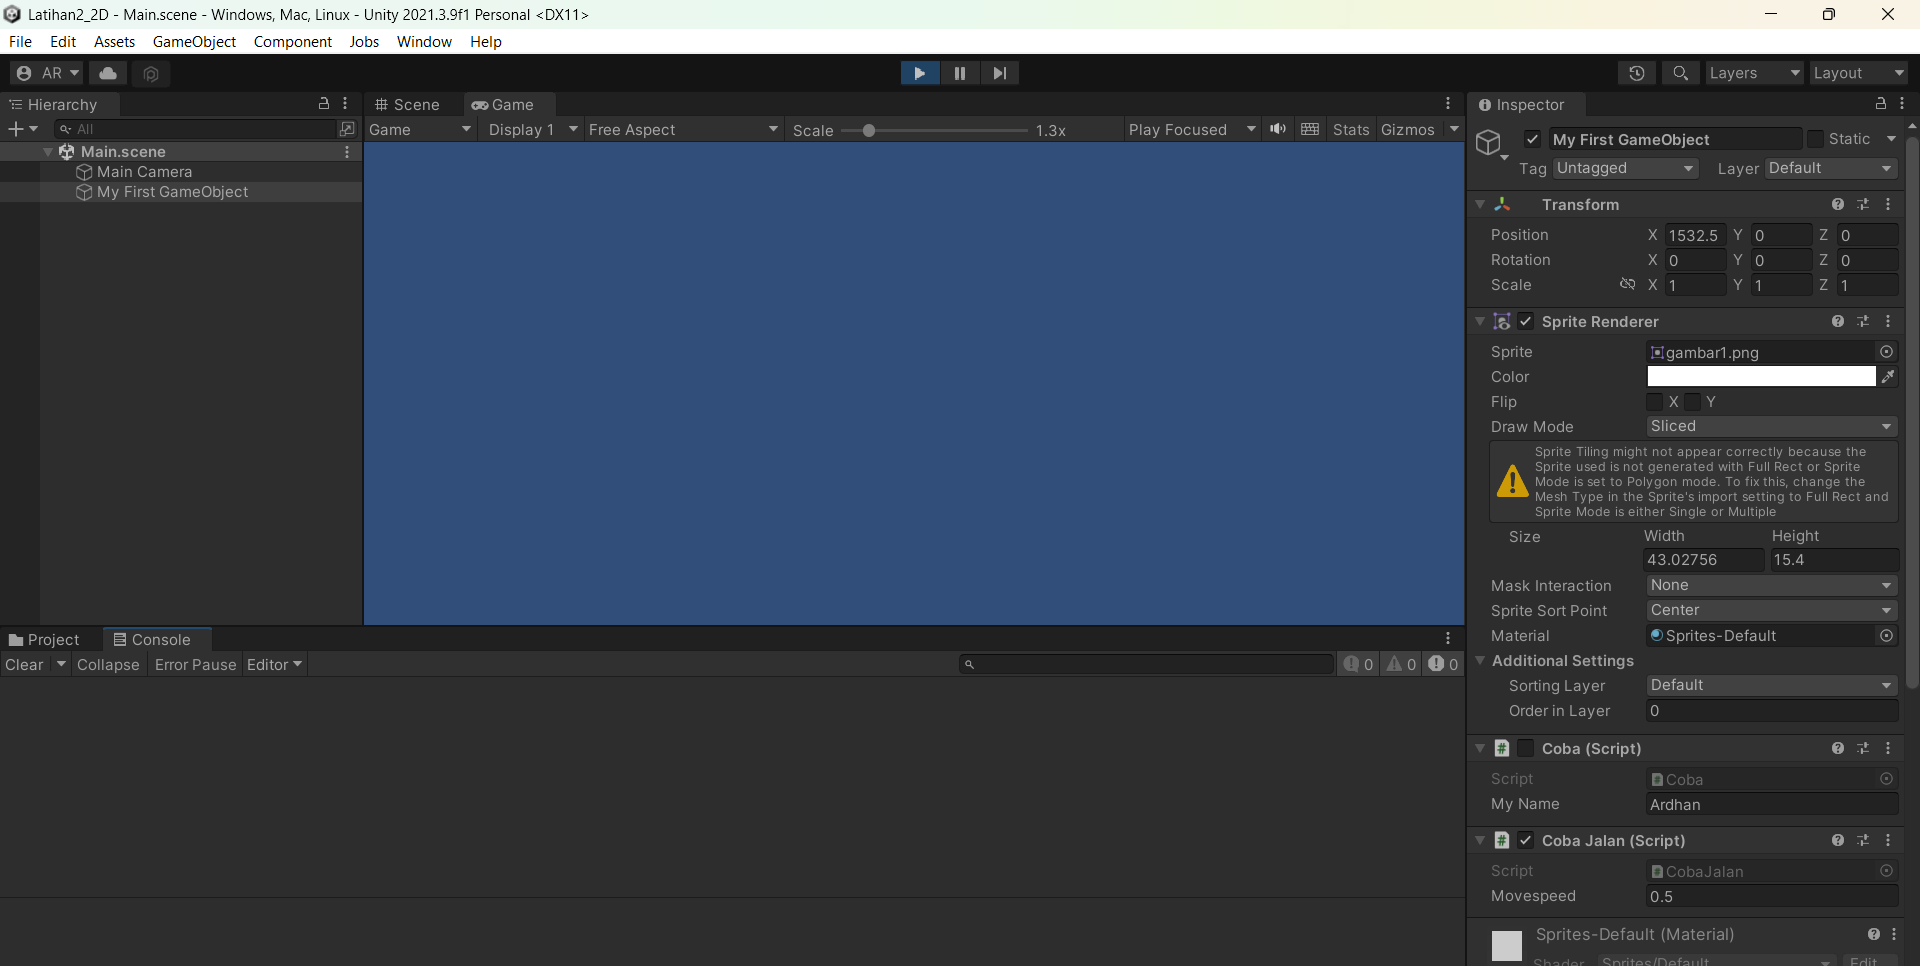 Latihan2_2D - Main.scene - Windows, Mac, Linux - Unity 2021.3.9f1 Personal <DX11>
File Edit Assets GameObject Component Jobs Window Help
AR
Layers Layout
Hierarchy
All
Main.scene
Main Camera
My First GameObject
Scene Game
Game Display 1 Free Aspect Scale 1.3x Play Focused Stats Gizmos
Inspector
My First GameObject Static
Tag Untagged Layer Default
Transform
Position X 1532.5 Y 0 Z 0
Rotation X 0 Y 0 Z 0
Scale X 1 Y 1 Z 1
Sprite Renderer
Sprite gambar1.png
Color
Flip X Y
Draw Mode Sliced
Sprite Tiling might not appear correctly because the
Sprite used is not generated with Full Rect or Sprite
Mode is set to Polygon mode. To fix this, change the
Mesh Type in the Sprite's import setting to Full Rect and
Sprite Mode is either Single or Multiple
Size Width Height
43.02756 15.4
Mask Interaction None
Sprite Sort Point Center
Material Sprites-Default
Additional Settings
Sorting Layer Default
Order in Layer 0
Coba (Script)
Script Coba
My Name Ardhan
Coba Jalan (Script)
Script CobaJalan
Movespeed 0.5
Sprites-Default (Material)
Shader Sprites/Default Edit
Project Console
Clear Collapse Error Pause Editor 0 0 0